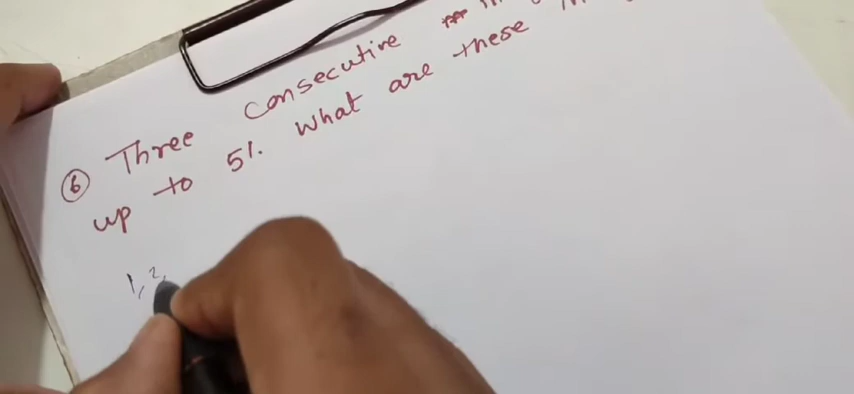 ⑥ Three consecutive
up to 51. What are these
1, 2,